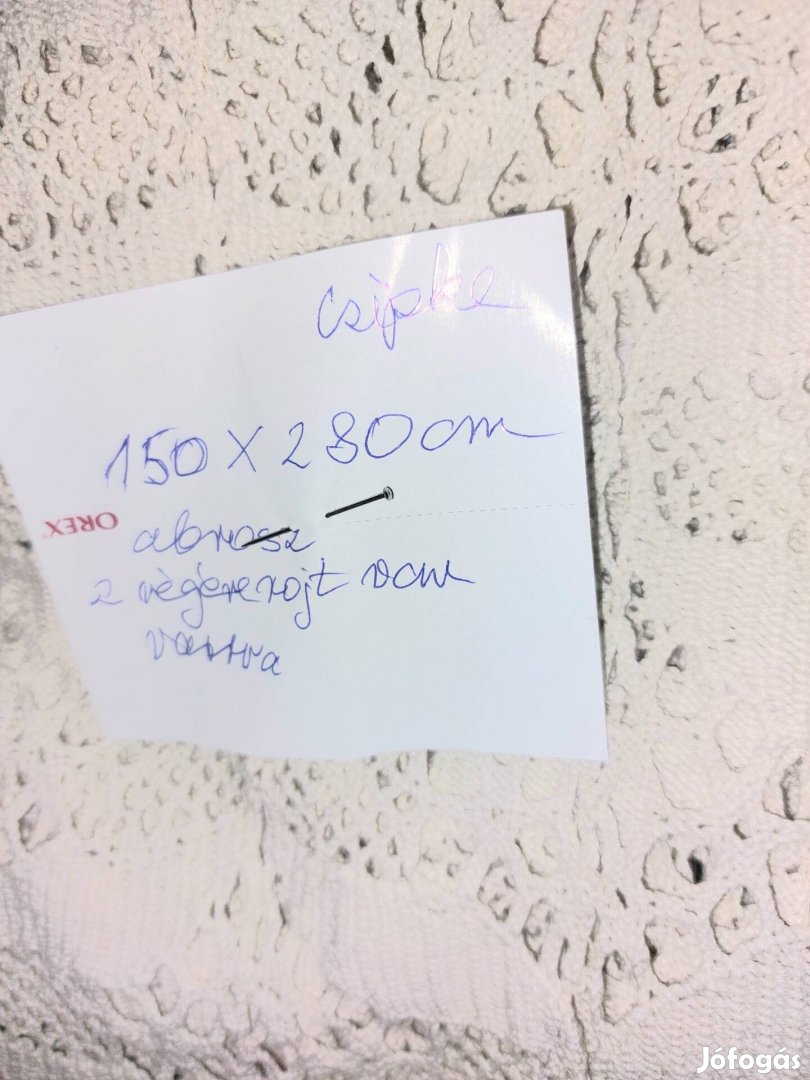 csipke
150 X 280 cm
OREX
abrosz
2 végére rojt van
varrva
Jófogás